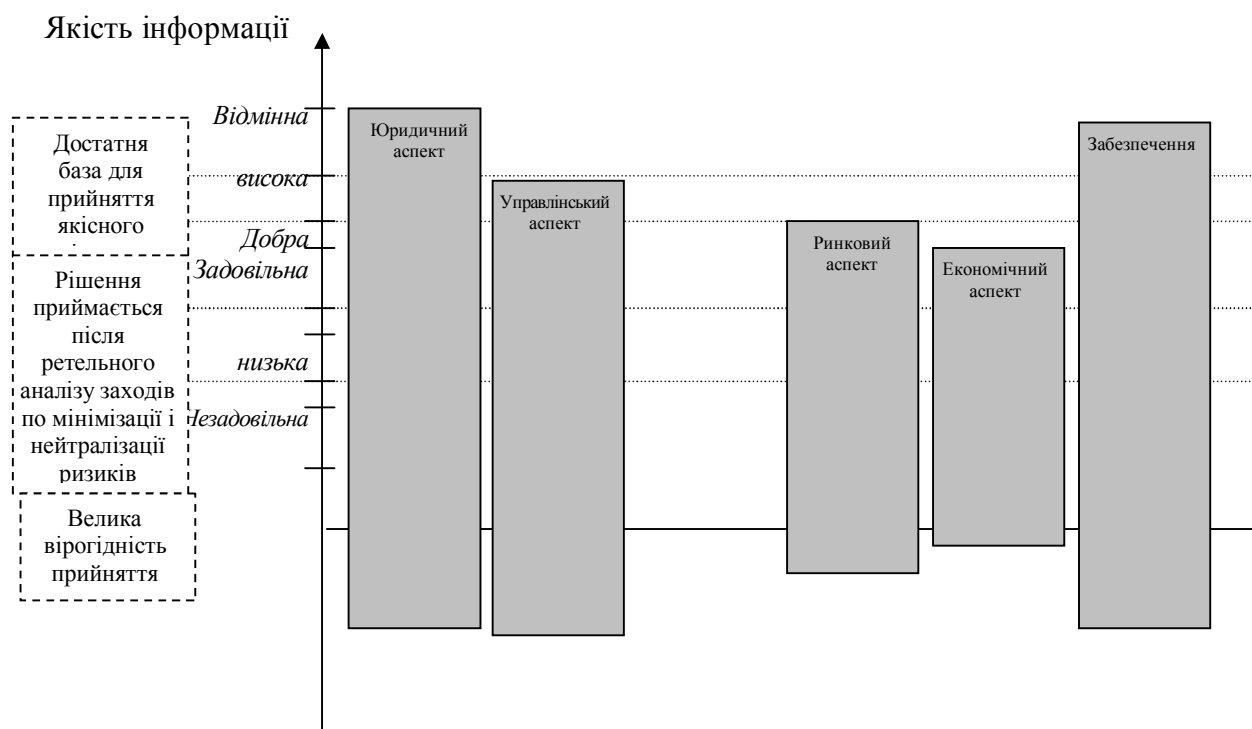 Якість інформації
Відмінна
висока
Добра
Задовільна
низька
Незадовільна
Достатня
база для
прийняття
якісного
Рішення
приймається
після
ретельного
аналізу заходів
по мінімізації і
нейтралізації
ризиків
Велика
вірогідність
прийняття
Юридичний
аспект
Управлінський
аспект
Ринковий
аспект
Економічний
аспект
Забезпечення